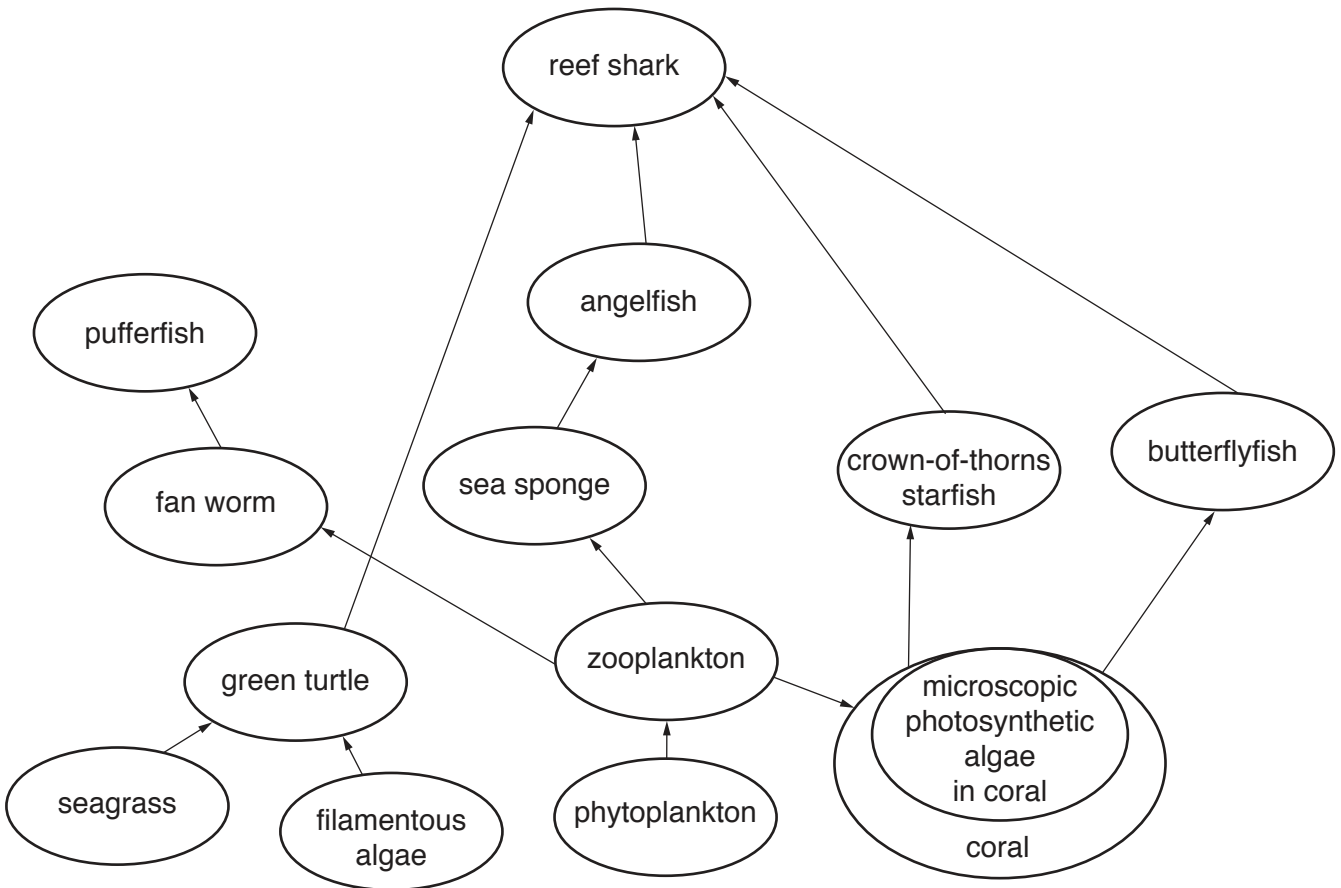 reef shark
angelfish
pufferfish
crown-of-thorns
starfish
butterflyfish
sea sponge
fan worm
zooplankton
green turtle
microscopic
photosynthetic
algae
in coral
seagrass
filamentous
algae
phytoplankton
coral